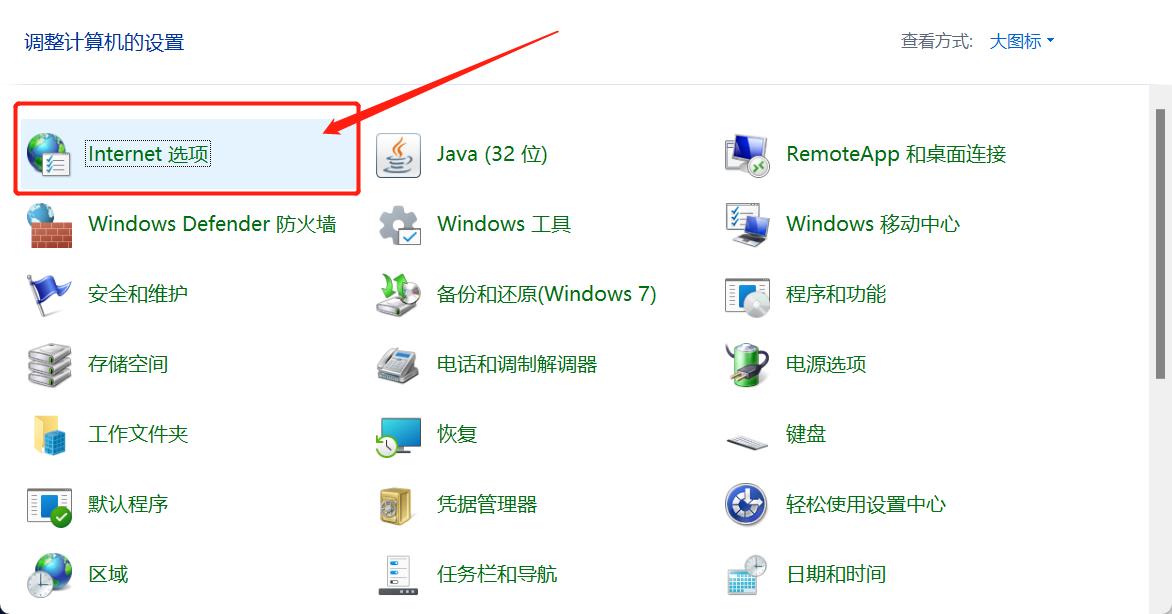 调整计算机的设置
查看方式: 大图标
Internet 选项
Java (32 位)
RemoteApp 和桌面连接
Windows Defender 防火墙
Windows 工具
Windows 移动中心
安全和维护
备份和还原(Windows 7)
程序和功能
存储空间
电话和调制解调器
电源选项
工作文件夹
恢复
键盘
默认程序
凭据管理器
轻松使用设置中心
区域
任务栏和导航
日期和时间